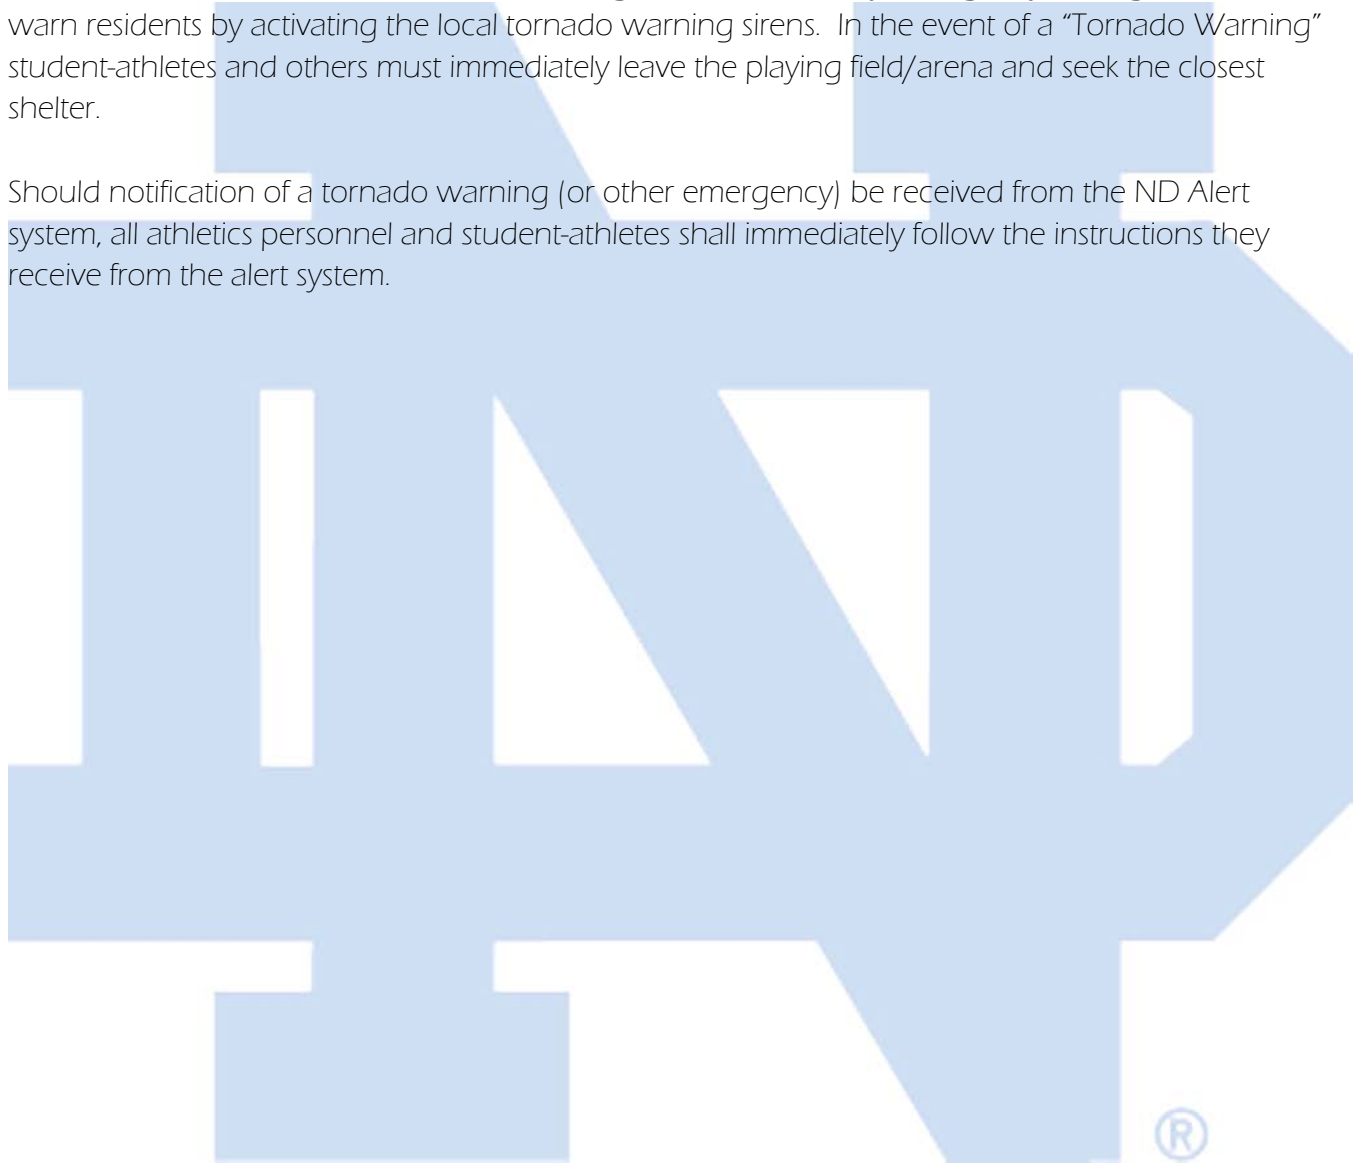 warn residents by activating the local tornado warning sirens.  In the event of a “Tornado Warning”
student-athletes and others must immediately leave the playing field/arena and seek the closest
shelter.
Should notification of a tornado warning (or other emergency) be received from the ND Alert
system, all athletics personnel and student-athletes shall immediately follow the instructions they
receive from the alert system.
®